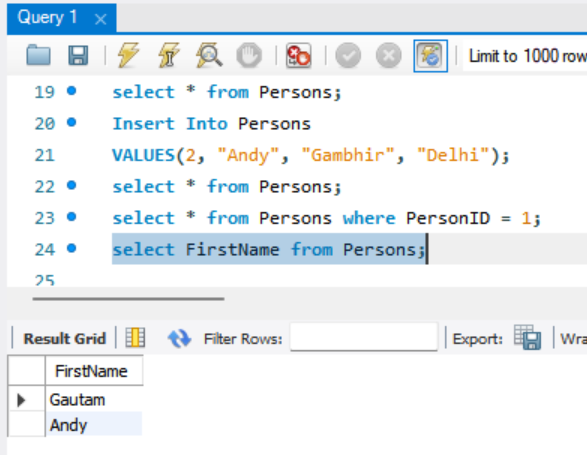 Query 1
Limit to 1000 row
19 select * from Persons;
20 Insert Into Persons
21 VALUES(2, "Andy", "Gambhir", "Delhi");
22 select * from Persons;
23 select * from Persons where PersonID = 1;
24 select FirstName from Persons;
25
Result Grid Filter Rows: Export: Wra
FirstName
Gautam
Andy